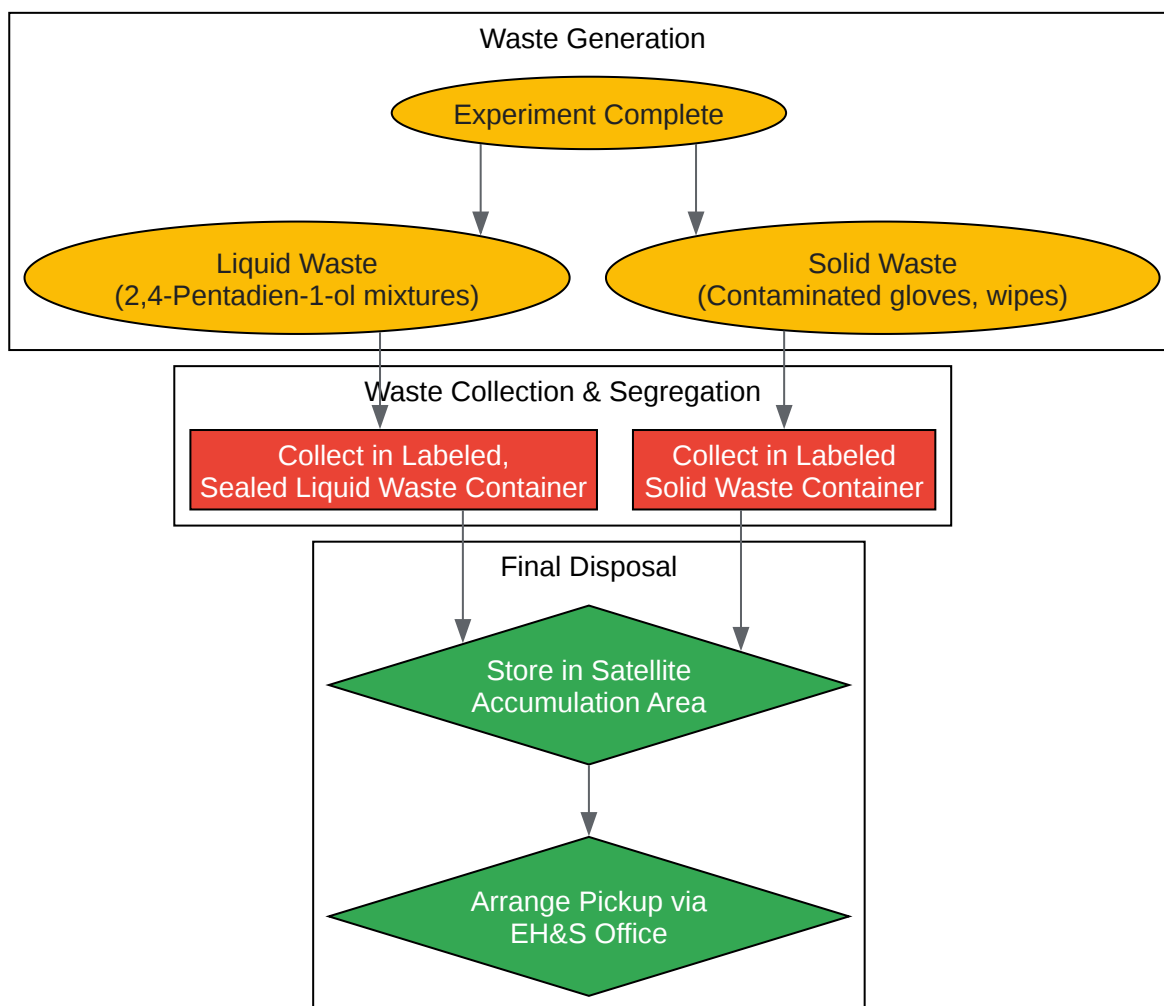 Waste Generation
Experiment Complete
Liquid Waste
(2,4-Pentadien-1-ol mixtures)
Solid Waste
(Contaminated gloves, wipes)
Waste Collection & Segregation
Collect in Labeled,
Sealed Liquid Waste Container
Collect in Labeled
Solid Waste Container
Final Disposal
Store in Satellite
Accumulation Area
Arrange Pickup via
EH&S Office